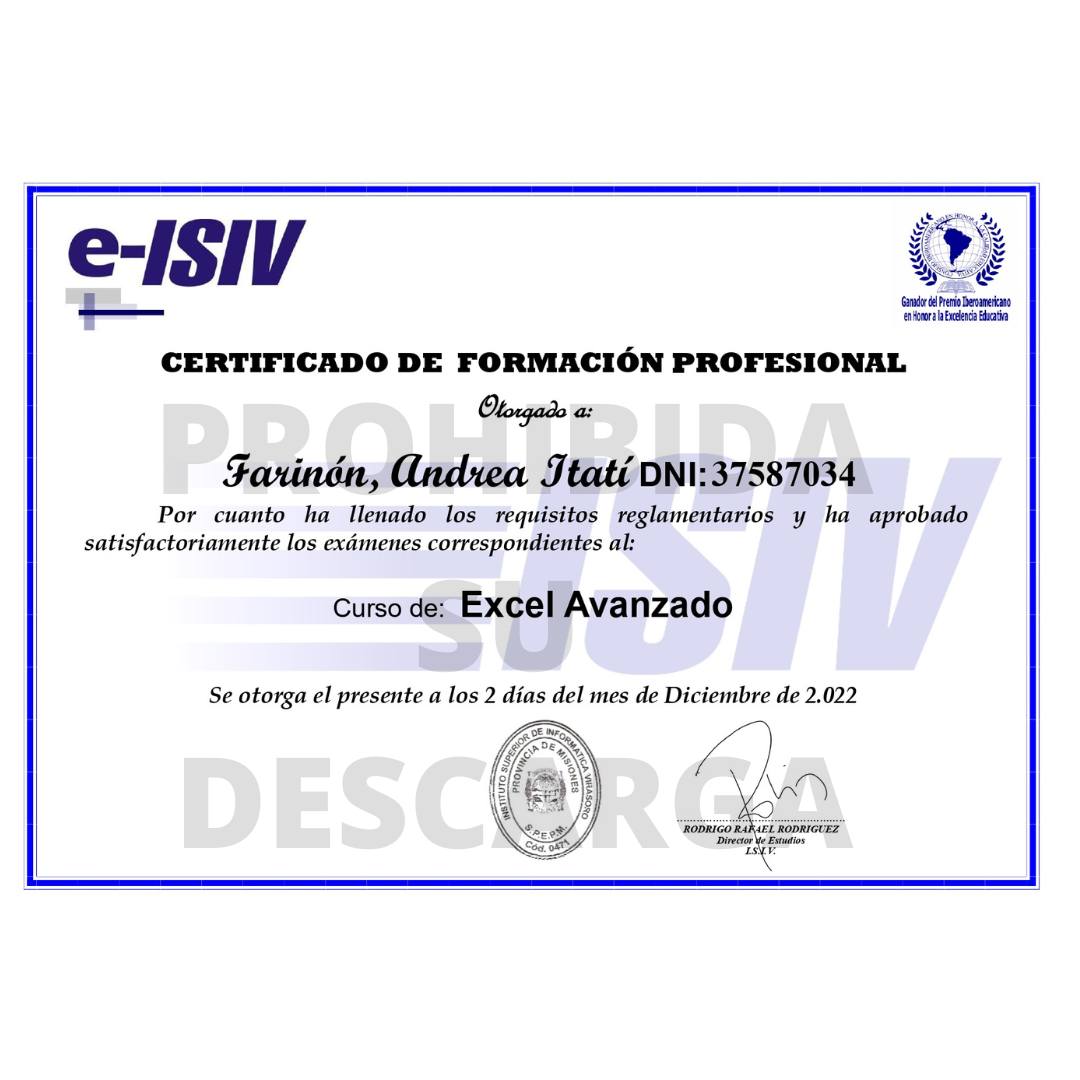 e-ISIV
Ganador del Premio Iberoamericano
en Honor a la Excelencia Educativa
CERTIFICADO DE FORMACIÓN PROFESIONAL
Otorgado a:
PROHIBIDA
Farinón, Andrea Itatí DNI: 37587034
Por cuanto ha llenado los requisitos reglamentarios y ha aprobado
satisfactoriamente los exámenes correspondientes al:
ISIV
Curso de: Excel Avanzado
SU
Se otorga el presente a los 2 días del mes de Diciembre de 2.022
DESCARGA
INSTITUTO SUPERIOR DE INFORMATICA VIRASORO
PROVINCIA DE MISIONES
S.P.E.P.M.
Cód. 0471
RODRIGO RAFAEL RODRIGUEZ
Director de Estudios
I.S.I.V.